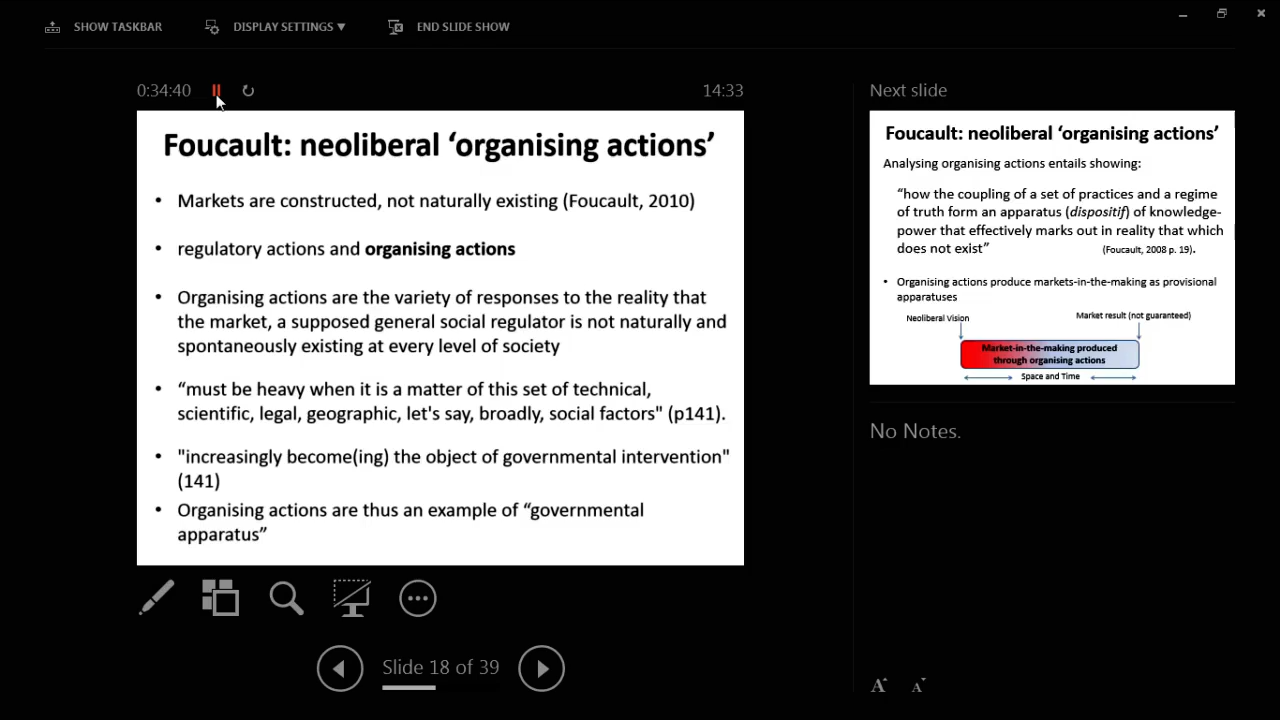 SHOW TASKBAR
DISPLAY SETTINGS ▼
END SLIDE SHOW
0:34:40
14:33
Foucault: neoliberal ‘organising actions’
• Markets are constructed, not naturally existing (Foucault, 2010)
• regulatory actions and organising actions
• Organising actions are the variety of responses to the reality that
the market, a supposed general social regulator is not naturally and
spontaneously existing at every level of society
• “must be heavy when it is a matter of this set of technical,
scientific, legal, geographic, let's say, broadly, social factors" (p141).
• "increasingly become(ing) the object of governmental intervention"
(141)
• Organising actions are thus an example of “governmental
apparatus”
Slide 18 of 39
Next slide
Foucault: neoliberal ‘organising actions’
Analysing organising actions entails showing:
“how the coupling of a set of practices and a regime
of truth form an apparatus (dispositif) of knowledge-
power that effectively marks out in reality that which
does not exist” (Foucault, 2008 p. 19).
• Organising actions produce markets-in-the-making as provisional
apparatuses
Neoliberal Vision
Market result (not guaranteed)
Market-in-the-making produced
through organising actions
Space and Time
No Notes.
A
A